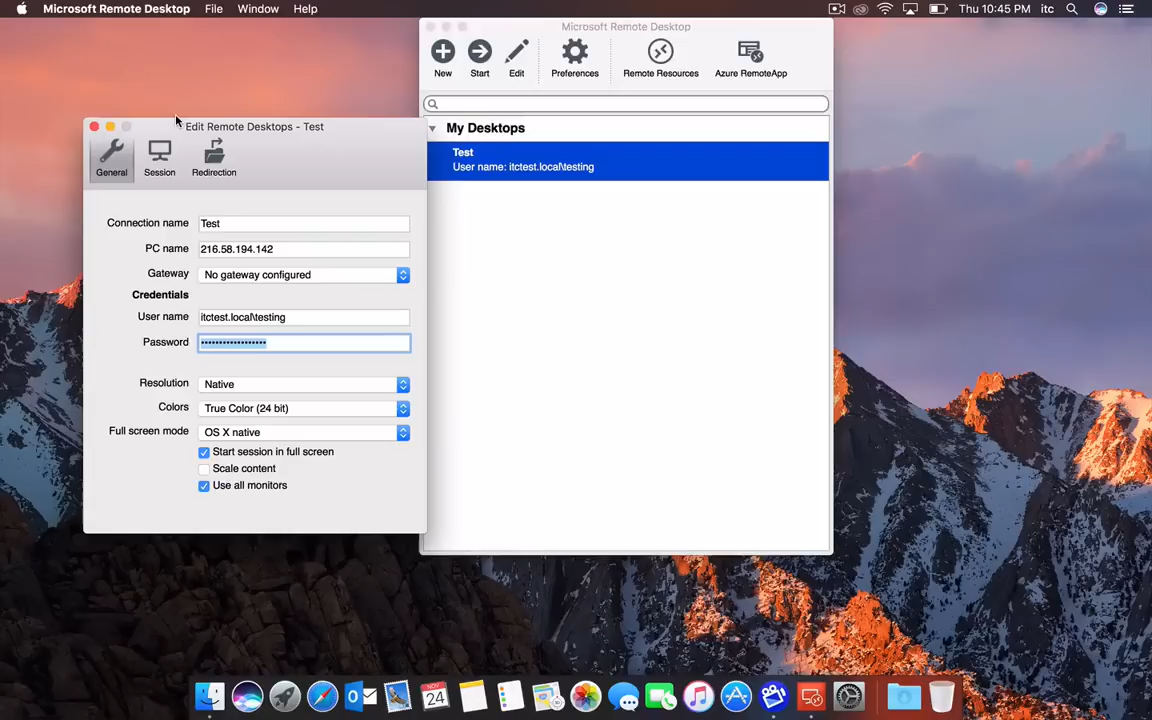 Microsoft Remote Desktop File Window Help Thu 10:45 PM itc
Microsoft Remote Desktop
New Start Edit Preferences Remote Resources Azure RemoteApp
My Desktops
Test
User name: itctest.local\testing
Edit Remote Desktops - Test
General Session Redirection
Connection name Test
PC name 216.58.194.142
Gateway No gateway configured
Credentials
User name itctest.local\testing
Password ••••••••••••••••••
Resolution Native
Colors True Color (24 bit)
Full screen mode OS X native
Start session in full screen
Scale content
Use all monitors
NOV
24